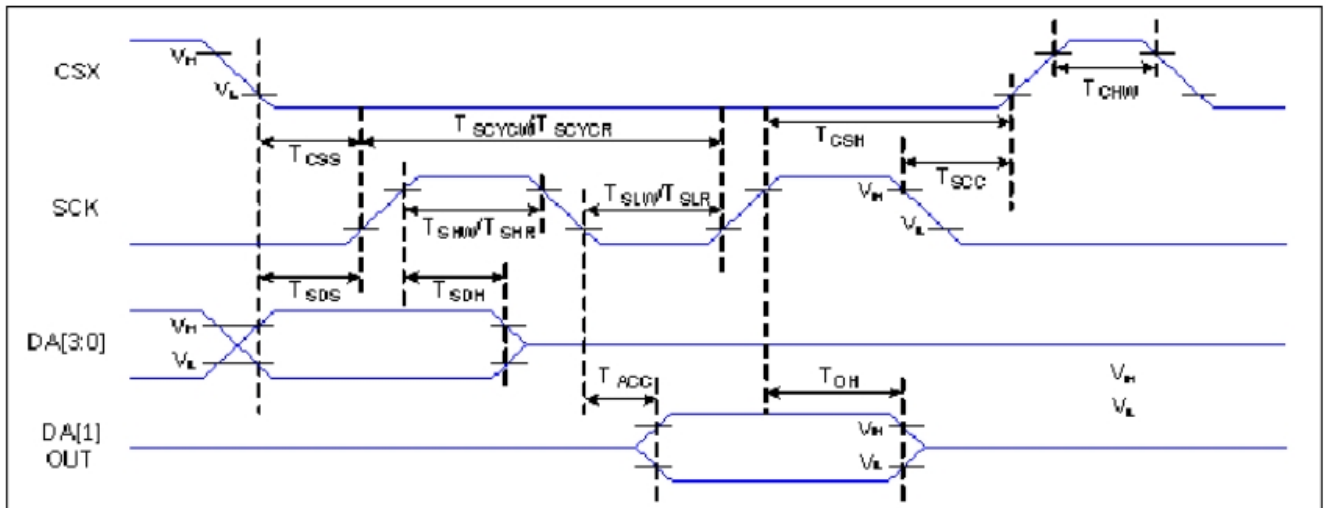 CSX
VIH
VIL
TCHW
TCSS
TSCYCW/TSCYCR
TCSH
TSCC
SCK
TSHW/TSHR
TSLW/TSLR
VIH
VIL
TSDS
TSDH
DA[3:0]
VIH
VIL
TACC
TOH
VIH
VIL
DA[1]
OUT
VIH
VIL